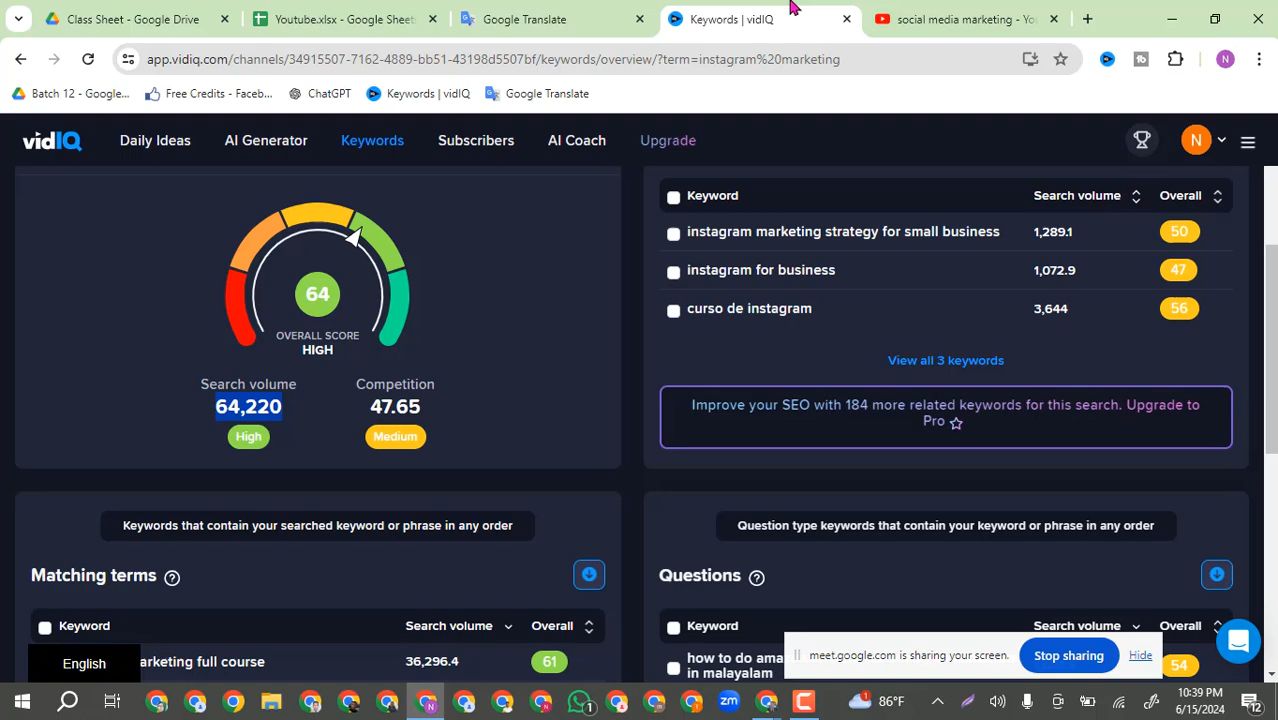 Class Sheet - Google Drive
Youtube.xlsx - Google Sheets
Google Translate
Keywords | vidIQ
social media marketing - Yo
app.vidiq.com/channels/34915507-7162-4889-bb51-43198d5507bf/keywords/overview/?term=instagram%20marketing
N
Batch 12 - Google...
Free Credits - Faceb...
ChatGPT
Keywords | vidIQ
Google Translate
vidIQ
Daily Ideas
AI Generator
Keywords
Subscribers
AI Coach
Upgrade
N
Keyword
Search volume
Overall
64
OVERALL SCORE
HIGH
Search volume
Competition
64,220
47.65
High
Medium
instagram marketing strategy for small business
1,289.1
50
instagram for business
1,072.9
47
curso de instagram
3,644
56
View all 3 keywords
Improve your SEO with 184 more related keywords for this search. Upgrade to
Pro
Keywords that contain your searched keyword or phrase in any order
Question type keywords that contain your keyword or phrase in any order
Matching terms ?
Questions ?
Keyword
Search volume
Overall
Keyword
Search volume
Overall
English
arketing full course
36,296.4
61
how to do ama
in malayalam
54
meet.google.com is sharing your screen.
Stop sharing
Hide
86°F
10:39 PM
6/15/2024
12